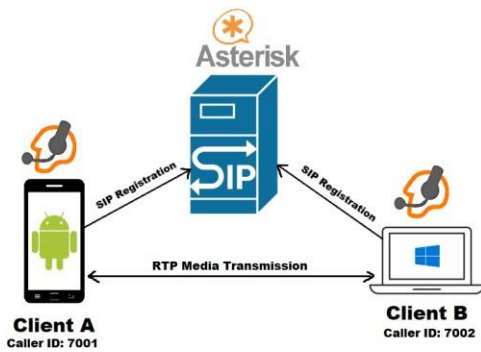 Asterisk
SIP
SIP Registration
SIP Registration
RTP Media Transmission
Client A
Caller ID: 7001
Client B
Caller ID: 7002